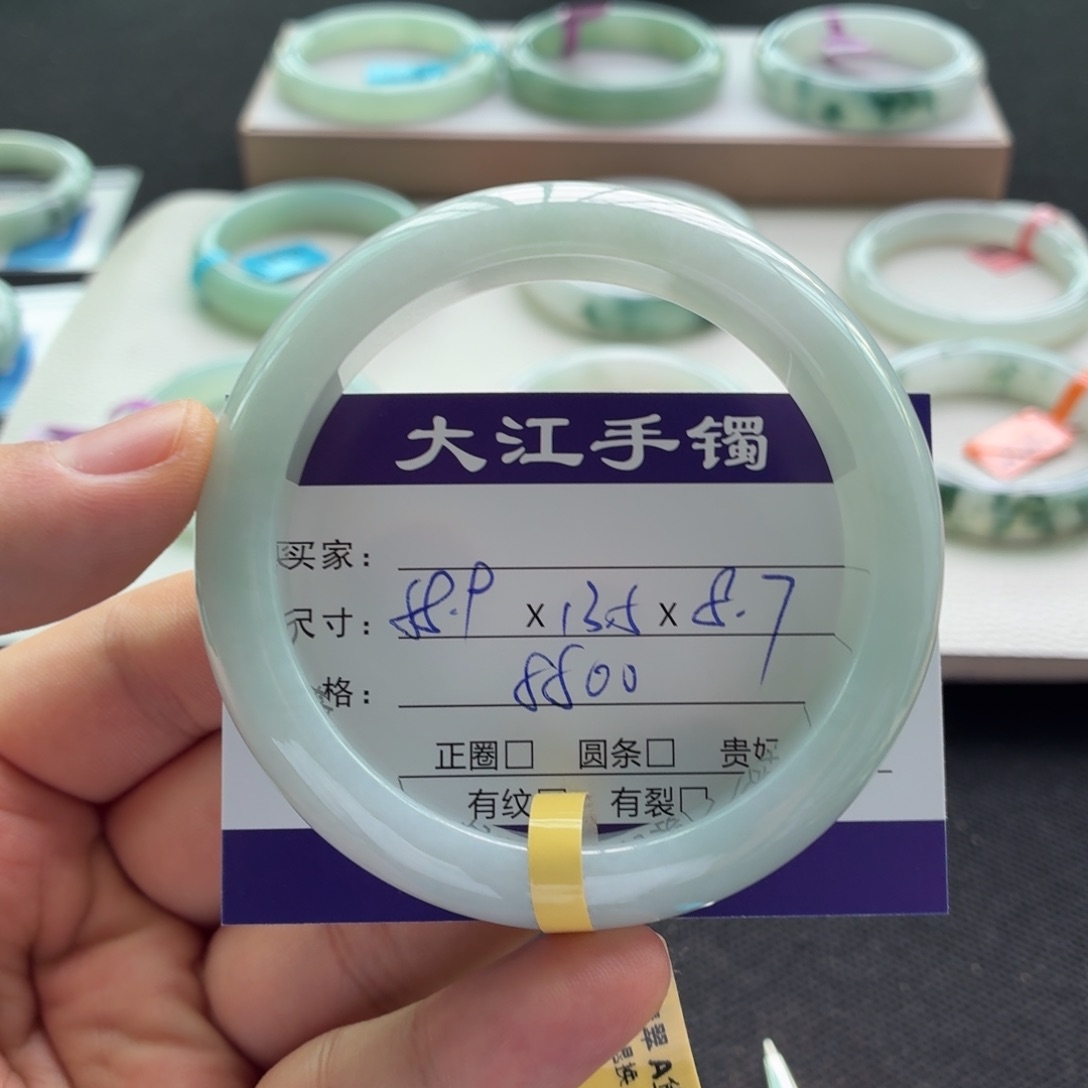 大江手镯
买家：
尺寸： 58.9 x 13.5 x 8.7
格： 8800
正圈□ 圆条□ 贵妃
有纹□ 有裂□
翠 A